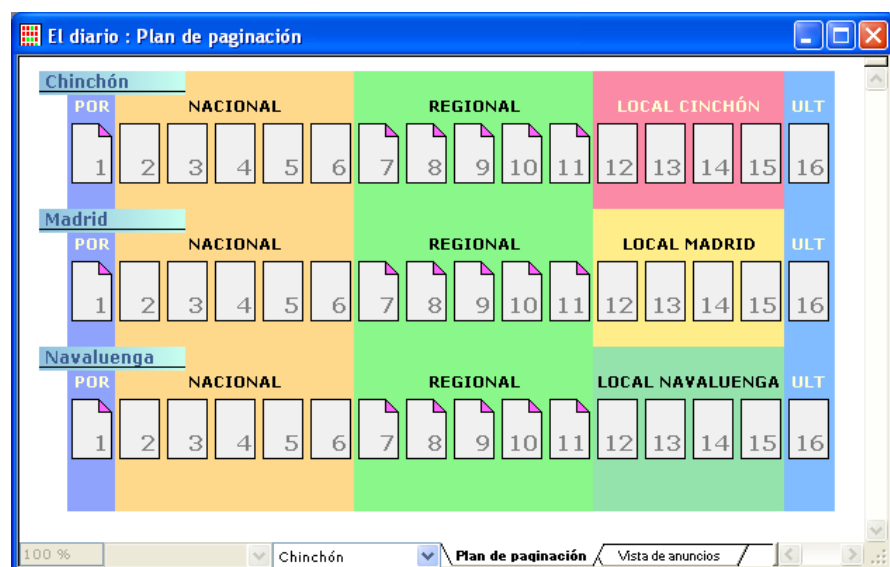 El diario : Plan de paginación
Chinchón
POR NACIONAL REGIONAL LOCAL CINCHÓN ULT
1 2 3 4 5 6 7 8 9 10 11 12 13 14 15 16
Madrid
POR NACIONAL REGIONAL LOCAL MADRID ULT
1 2 3 4 5 6 7 8 9 10 11 12 13 14 15 16
Navaluenga
POR NACIONAL REGIONAL LOCAL NAVALUENGA ULT
1 2 3 4 5 6 7 8 9 10 11 12 13 14 15 16
100 % Chinchón Plan de paginación Vista de anuncios